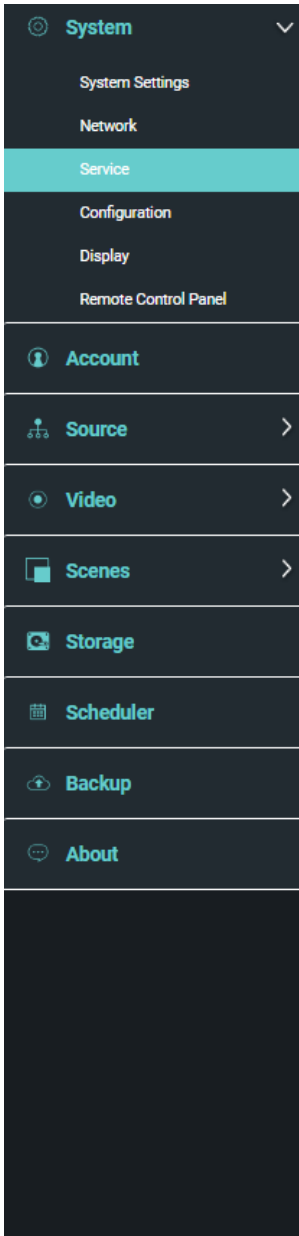 System
System Settings
Network
Service
Configuration
Display
Remote Control Panel
Account
Source
Video
Scenes
Storage
Scheduler
Backup
About